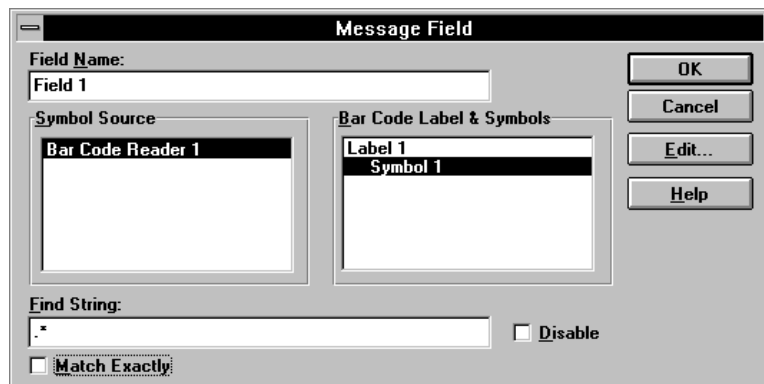 Message Field
Field Name:
Field 1
OK
Cancel
Edit...
Help
Symbol Source
Bar Code Reader 1
Bar Code Label & Symbols
Label 1
Symbol 1
Find String:
.*
Disable
Match Exactly